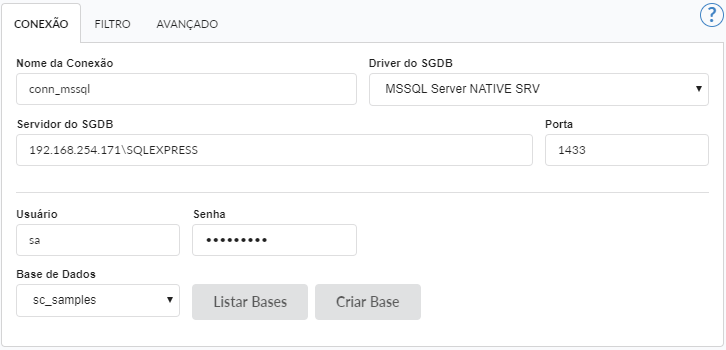 CONEXÃO FILTRO AVANÇADO ?
Nome da Conexão Driver do SGDB
conn_mssql MSSQL Server NATIVE SRV
Servidor do SGDB Porta
192.168.254.171\SQLEXPRESS 1433
Usuário Senha
sa •••••••••
Base de Dados
sc_samples Listar Bases Criar Base